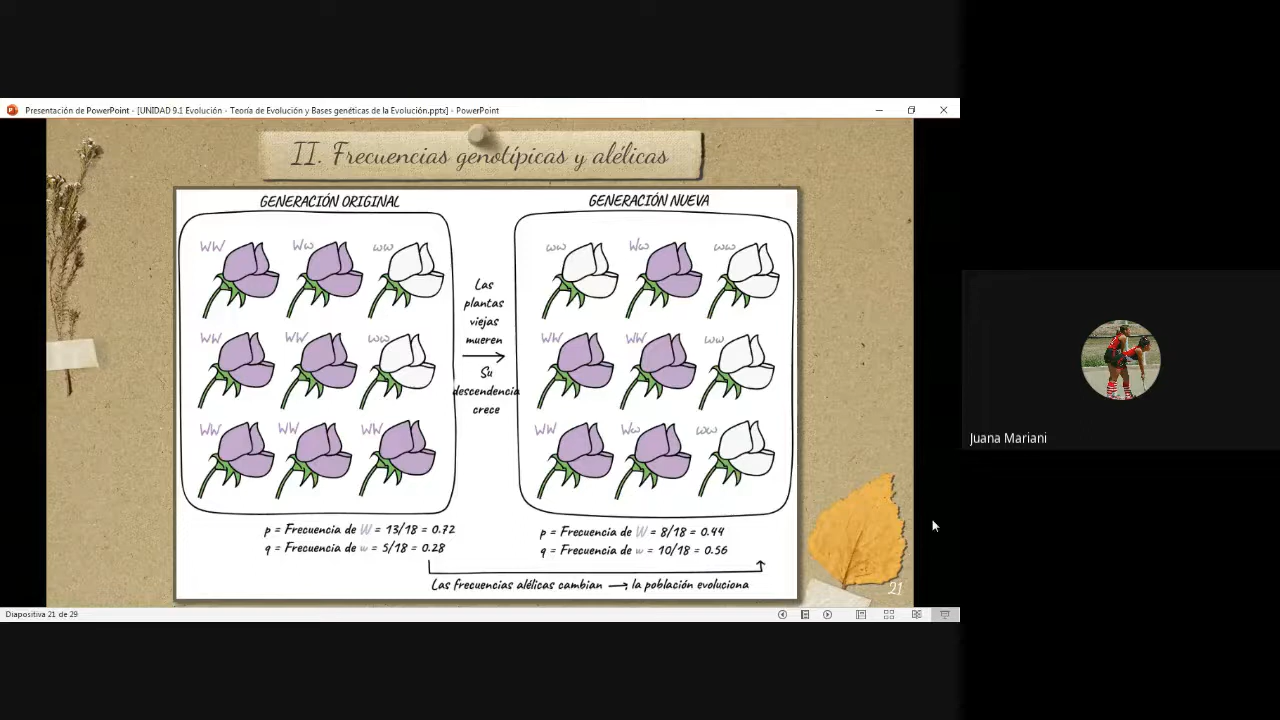 Presentación de PowerPoint - [UNIDAD 9.1 Evolución - Teoría de Evolución y Bases genéticas de la Evolución.pptx] - PowerPoint
II. Frecuencias genotípicas y alélicas
GENERACIÓN ORIGINAL
WW Ww ww
WW WW ww
WW WW WW
p = Frecuencia de W = 13/18 = 0.72
q = Frecuencia de w = 5/18 = 0.28
Las
plantas
viejas
mueren
Su
descendencia
crece
GENERACIÓN NUEVA
ww Ww ww
WW WW ww
WW Ww ww
p = Frecuencia de W = 8/18 = 0.44
q = Frecuencia de w = 10/18 = 0.56
Las frecuencias alélicas cambian → la población evoluciona
21
Diapositiva 21 de 29
Juana Mariani